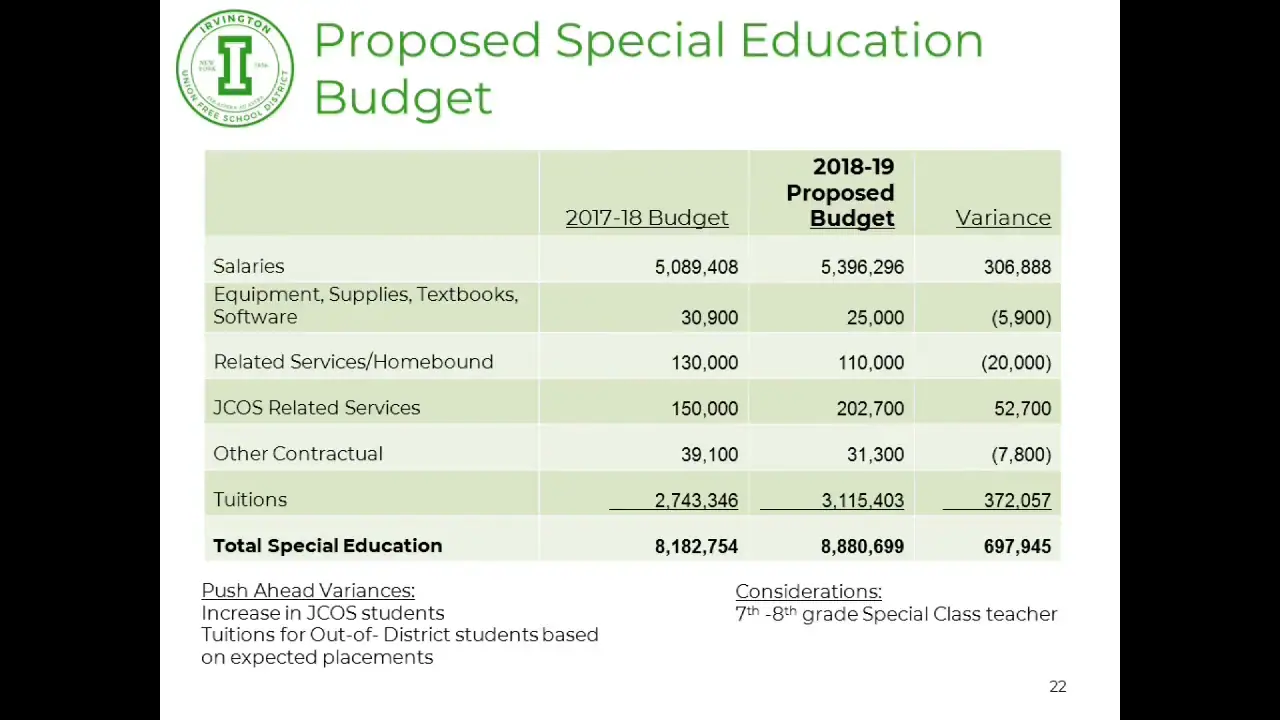 IRVINGTON
UNION FREE SCHOOL DISTRICT
NEW YORK
I
Proposed Special Education
Budget
2017-18 Budget
2018-19
Proposed
Budget
Variance
Salaries 5,089,408 5,396,296 306,888
Equipment, Supplies, Textbooks,
Software 30,900 25,000 (5,900)
Related Services/Homebound 130,000 110,000 (20,000)
JCOS Related Services 150,000 202,700 52,700
Other Contractual 39,100 31,300 (7,800)
Tuitions 2,743,346 3,115,403 372,057
Total Special Education 8,182,754 8,880,699 697,945
Push Ahead Variances:
Increase in JCOS students
Tuitions for Out-of- District students based
on expected placements
Considerations:
7th -8th grade Special Class teacher
22